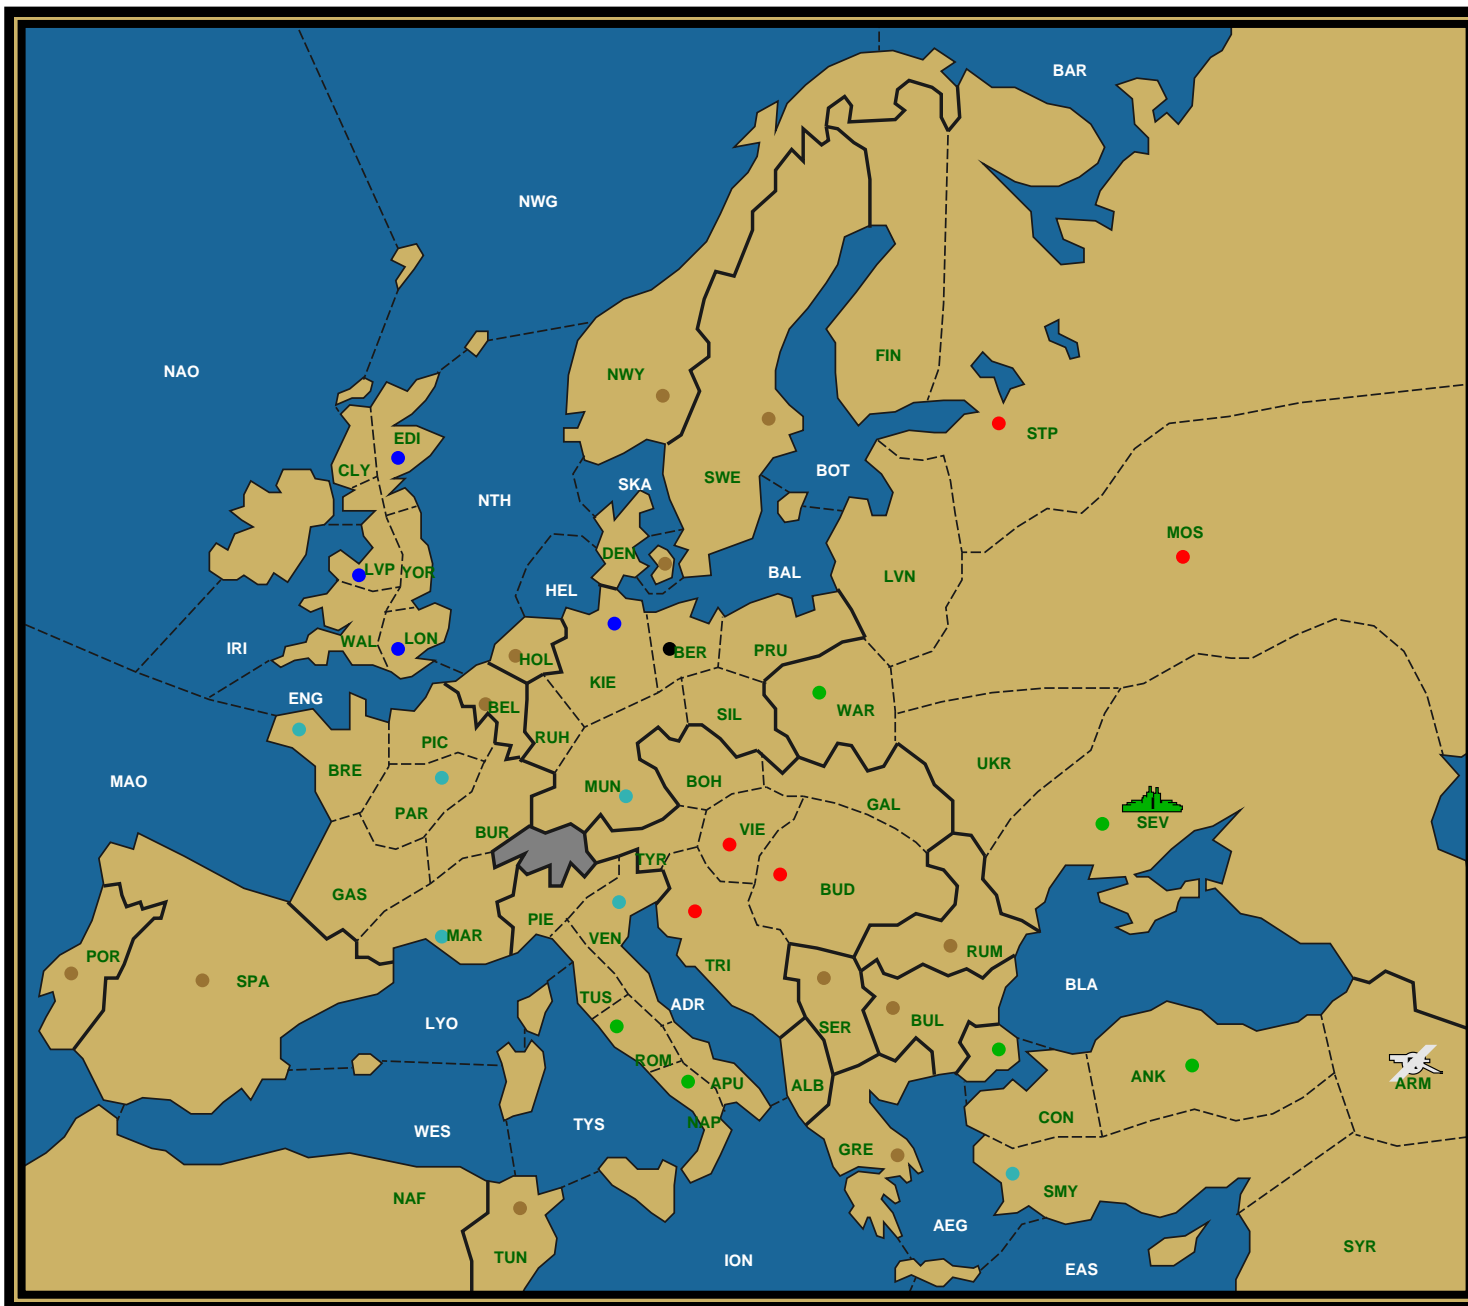 BAR
NWG
NAO
FIN
NWY
STP
EDI
CLY
SWE
BOT
SKA
NTH
MOS
DEN
LVP
YOR
BAL
LVN
HEL
WAL
LON
IRI
HOL
BER
PRU
KIE
ENG
BEL
SIL
WAR
PIC
RUH
UKR
BRE
MAO
MUN
BOH
GAL
PAR
SEV
BUR
VIE
TYR
BUD
GAS
PIE
MAR
VEN
RUM
POR
SPA
TRI
BLA
TUS
ADR
LYO
SER
BUL
ROM
ANK
APU
ALB
ARM
CON
NAP
TYS
WES
GRE
SMY
NAF
AEG
SYR
TUN
ION
EAS